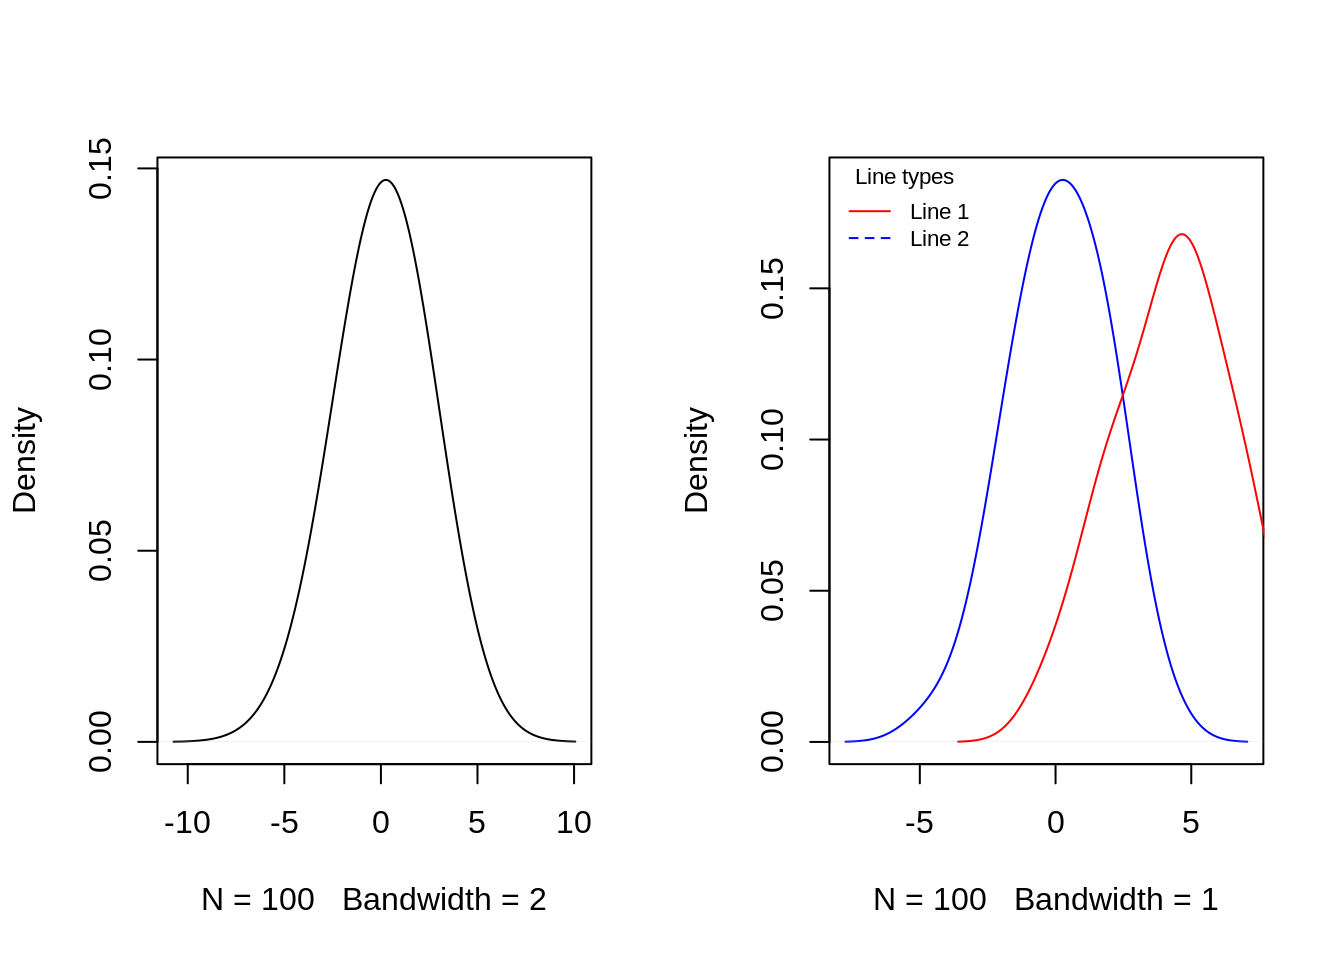 Density
0.15
0.10
0.05
0.00
-10 -5 0 5 10
N = 100 Bandwidth = 2
Line types
Line 1
Line 2
Density
0.15
0.10
0.05
0.00
-5 0 5
N = 100 Bandwidth = 1